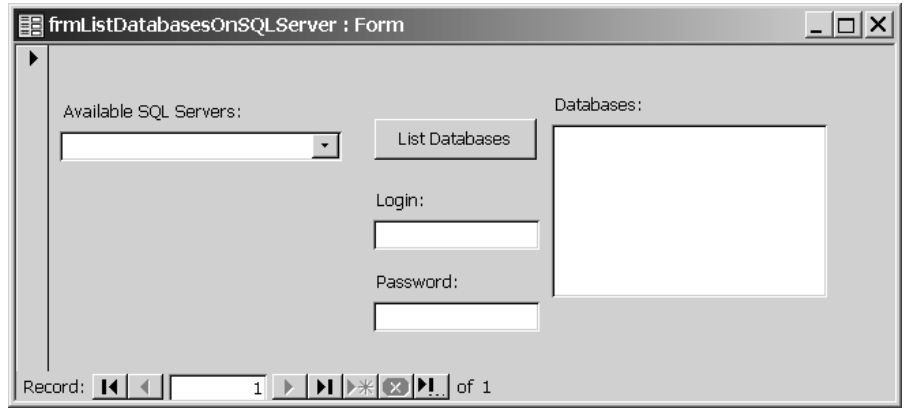 frmListDatabasesOnSQLServer : Form
Available SQL Servers:
List Databases
Databases:
Login:
Password:
Record: 1 of 1